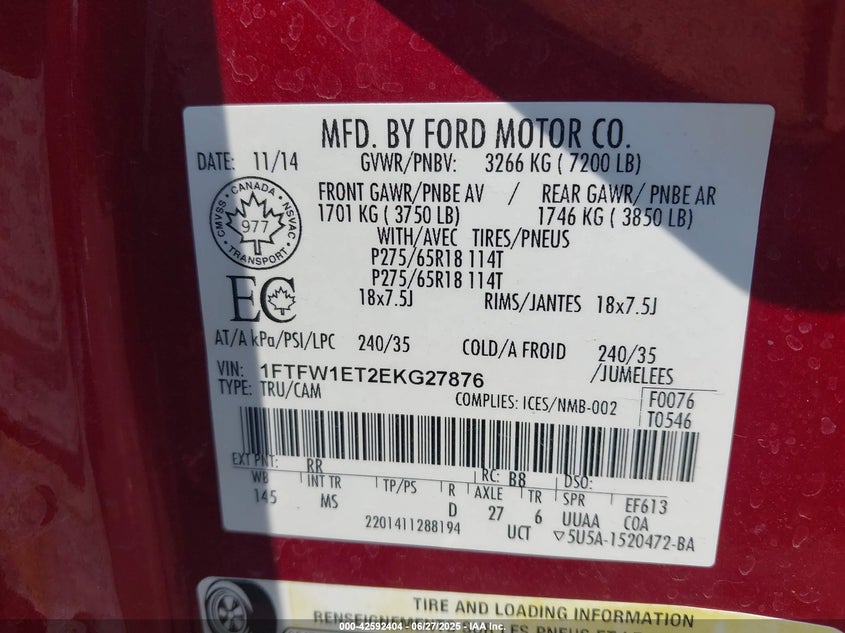 MFD. BY FORD MOTOR CO.
DATE: 11/14 GVWR/PNBV: 3266 KG ( 7200 LB)
FRONT GAWR/PNBE AV / REAR GAWR/ PNBE AR
1701 KG ( 3750 LB) 1746 KG ( 3850 LB)
WITH/AVEC TIRES/PNEUS
P275/65R18 114T
P275/65R18 114T
18x7.5J RIMS/JANTES 18x7.5J
CMVSS · CANADA · NSVAC
977
TRANSPORT
EC
AT/A kPa/PSI/LPC 240/35 COLD/A FROID 240/35
VIN: 1FTFW1ET2EKG27876 /JUMELEES
TYPE: TRU/CAM COMPLIES: ICES/NMB-002 F0076
T0546
EXT PNT: RR RC: B8 DSO:
WB INT TR TP/PS R AXLE TR SPR EF613
145 MS D 27 6 UUAA COA
2201411288194 UCT ▽5U5A-1520472-BA
TIRE AND LOADING INFORMATION
000-42592404 | 06/27/2025 - IAA Inc.